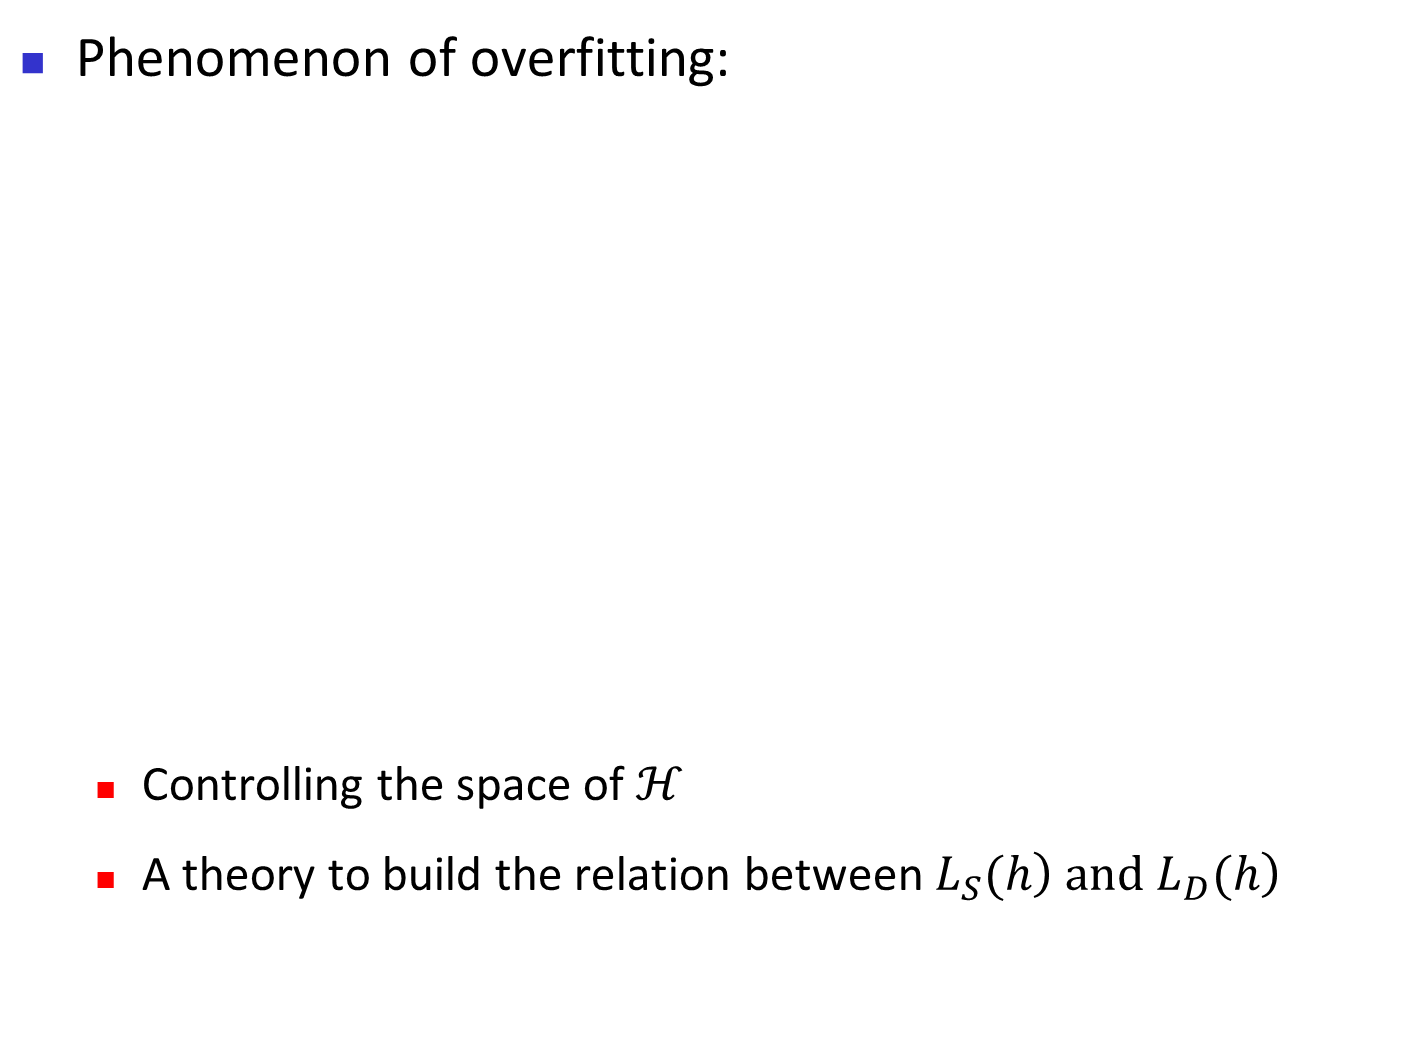 Phenomenon of overfitting:
Controlling the space of ℋ
A theory to build the relation between L_S(h) and L_D(h)